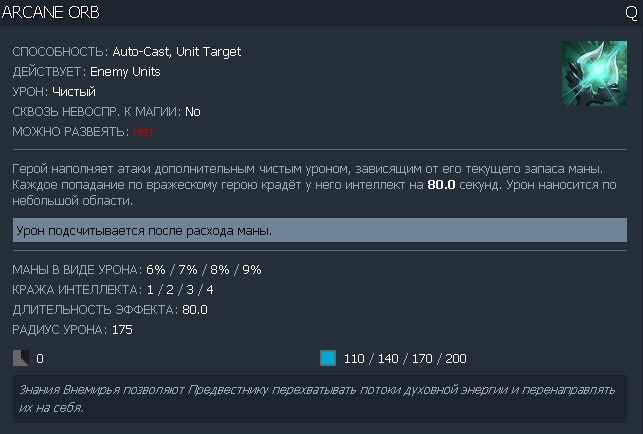 ARCANE ORB Q
СПОСОБНОСТЬ: Auto-Cast, Unit Target
ДЕЙСТВУЕТ: Enemy Units
УРОН: Чистый
СКВОЗЬ НЕВОСПР. К МАГИИ: No
МОЖНО РАЗВЕЯТЬ: Нет
Герой наполняет атаки дополнительным чистым уроном, зависящим от его текущего запаса маны.
Каждое попадание по вражескому герою крадёт у него интеллект на 80.0 секунд. Урон наносится по
небольшой области.
Урон подсчитывается после расхода маны.
МАНЫ В ВИДЕ УРОНА: 6% / 7% / 8% / 9%
КРАЖА ИНТЕЛЛЕКТА: 1 / 2 / 3 / 4
ДЛИТЕЛЬНОСТЬ ЭФФЕКТА: 80.0
РАДИУС УРОНА: 175
0 110 / 140 / 170 / 200
Знания Внемирья позволяют Предвестнику перехватывать потоки духовной энергии и перенаправлять
их на себя.